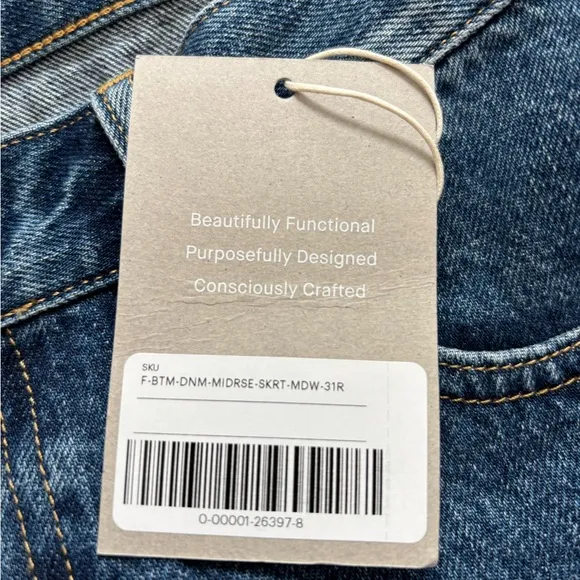 Beautifully Functional
Purposefully Designed
Consciously Crafted
SKU
F-BTM-DNM-MIDRSE-SKRT-MDW-31R
0-00001-26397-8